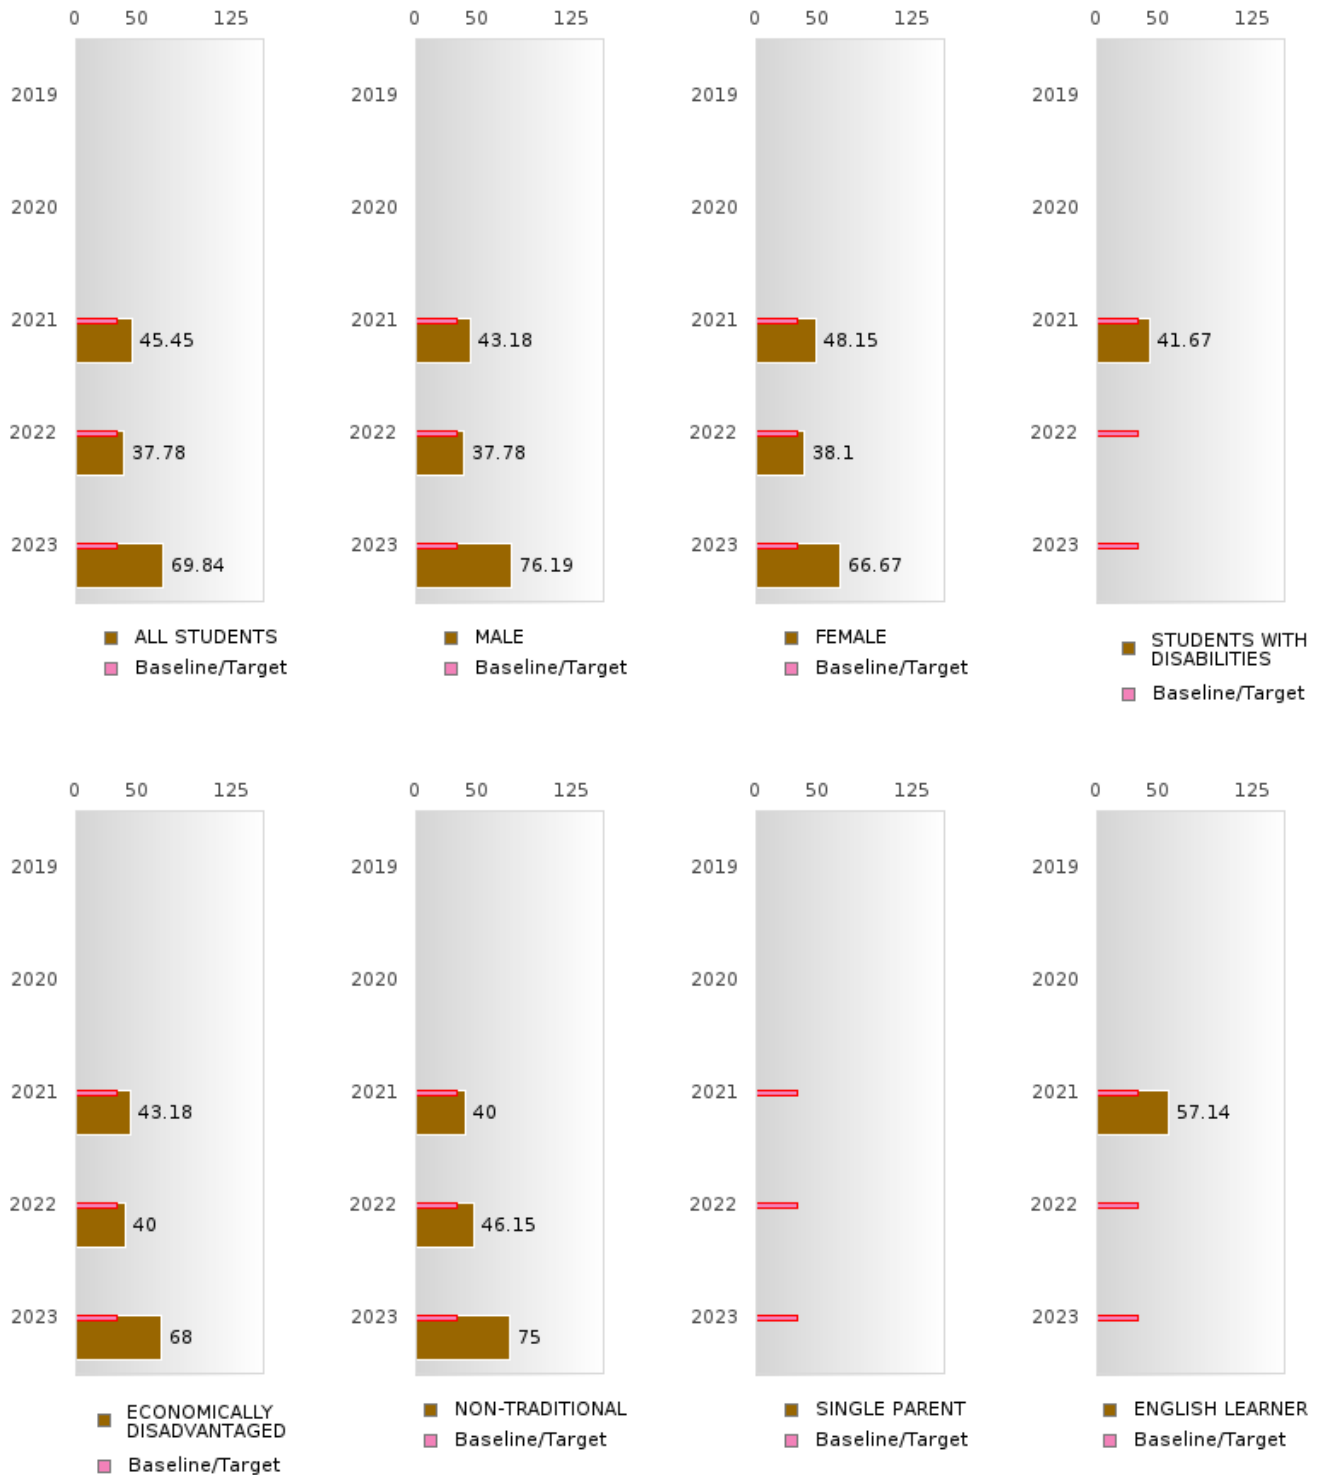 0 50 125 0 50 125 0 50 125 0 50 125
2019 2019 2019 2019
2020 2020 2020 2020
2021 45.45 2021 43.18 2021 48.15 2021 41.67
2022 37.78 2022 37.78 2022 38.1 2022
2023 69.84 2023 76.19 2023 66.67 2023
ALL STUDENTS MALE FEMALE STUDENTS WITH
DISABILITIES
Baseline/Target Baseline/Target Baseline/Target Baseline/Target
0 50 125 0 50 125 0 50 125 0 50 125
2019 2019 2019 2019
2020 2020 2020 2020
2021 43.18 2021 40 2021 2021 57.14
2022 40 2022 46.15 2022 2022
2023 68 2023 75 2023 2023
ECONOMICALLY NON-TRADITIONAL SINGLE PARENT ENGLISH LEARNER
DISADVANTAGED
Baseline/Target Baseline/Target Baseline/Target Baseline/Target